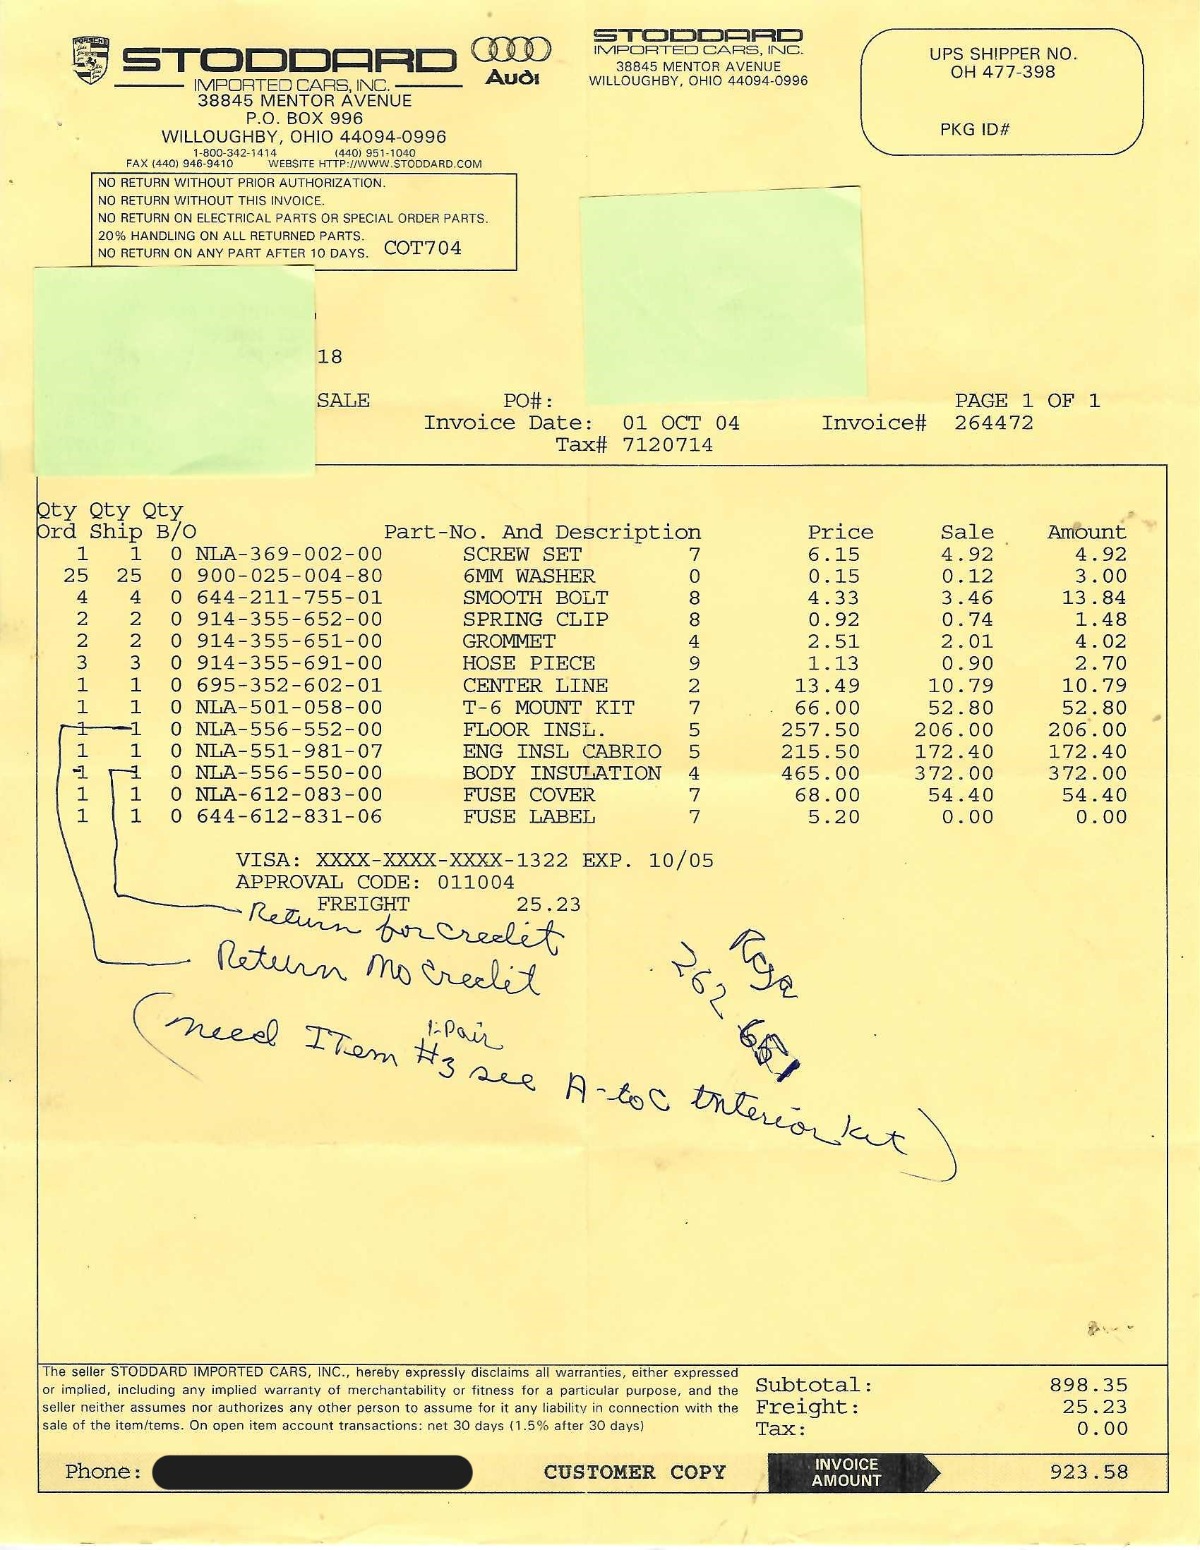 STODDARD
IMPORTED CARS, INC.
38845 MENTOR AVENUE
P.O. BOX 996
WILLOUGHBY, OHIO 44094-0996
1-800-342-1414 (440) 951-1040
FAX (440) 946-9410 WEBSITE HTTP://WWW.STODDARD.COM
PORSCHE
Audi
STODDARD
IMPORTED CARS, INC.
38845 MENTOR AVENUE
WILLOUGHBY, OHIO 44094-0996
UPS SHIPPER NO.
OH 477-398
PKG ID#
NO RETURN WITHOUT PRIOR AUTHORIZATION.
NO RETURN WITHOUT THIS INVOICE.
NO RETURN ON ELECTRICAL PARTS OR SPECIAL ORDER PARTS.
20% HANDLING ON ALL RETURNED PARTS.
NO RETURN ON ANY PART AFTER 10 DAYS. COT704
18
SALE PO#: PAGE 1 OF 1
Invoice Date: 01 OCT 04 Invoice# 264472
Tax# 7120714
Qty Qty Qty
Ord Ship B/O Part-No. And Description Price Sale Amount
1 1 0 NLA-369-002-00 SCREW SET 7 6.15 4.92 4.92
25 25 0 900-025-004-80 6MM WASHER 0 0.15 0.12 3.00
4 4 0 644-211-755-01 SMOOTH BOLT 8 4.33 3.46 13.84
2 2 0 914-355-652-00 SPRING CLIP 8 0.92 0.74 1.48
2 2 0 914-355-651-00 GROMMET 4 2.51 2.01 4.02
3 3 0 914-355-691-00 HOSE PIECE 9 1.13 0.90 2.70
1 1 0 695-352-602-01 CENTER LINE 2 13.49 10.79 10.79
1 1 0 NLA-501-058-00 T-6 MOUNT KIT 7 66.00 52.80 52.80
1 1 0 NLA-556-552-00 FLOOR INSL. 5 257.50 206.00 206.00
1 1 0 NLA-551-981-07 ENG INSL CABRIO 5 215.50 172.40 172.40
1 1 0 NLA-556-550-00 BODY INSULATION 4 465.00 372.00 372.00
1 1 0 NLA-612-083-00 FUSE COVER 7 68.00 54.40 54.40
1 1 0 644-612-831-06 FUSE LABEL 7 5.20 0.00 0.00
VISA: XXXX-XXXX-XXXX-1322 EXP. 10/05
APPROVAL CODE: 011004
FREIGHT 25.23
Return for credit
Return no credit
262
1-Pair
(need Item #3 see A-to C Interior kit)
The seller STODDARD IMPORTED CARS, INC., hereby expressly disclaims all warranties, either expressed
or implied, including any implied warranty of merchantability or fitness for a particular purpose, and the
seller neither assumes nor authorizes any other person to assume for it any liability in connection with the
sale of the item/items. On open item account transactions: net 30 days (1.5% after 30 days)
Subtotal: 898.35
Freight: 25.23
Tax: 0.00
Phone: CUSTOMER COPY INVOICE AMOUNT 923.58